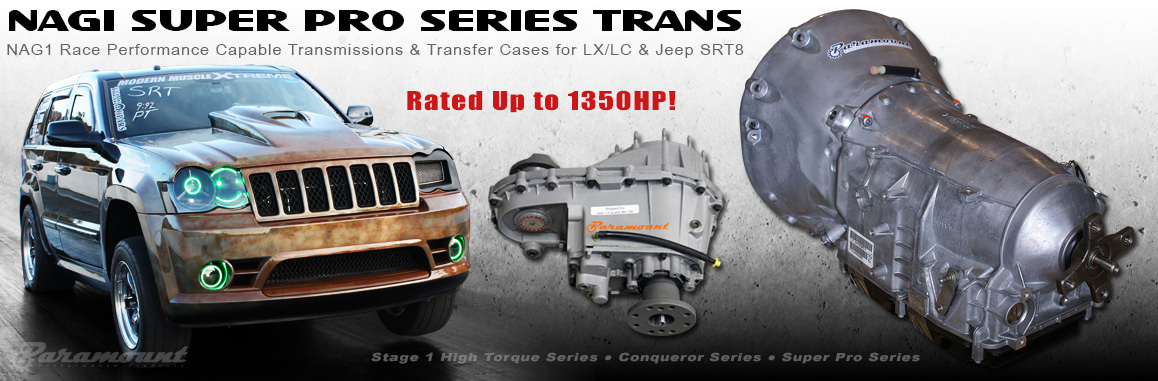 NAGI SUPER PRO SERIES TRANS
NAG1 Race Performance Capable Transmissions & Transfer Cases for LX/LC & Jeep SRT8
Rated Up to 1350HP!
MODERN MUSCLE XTREME
SRT
9.92
PT
Paramount
Paramount
Paramount
Stage 1 High Torque Series • Conqueror Series • Super Pro Series